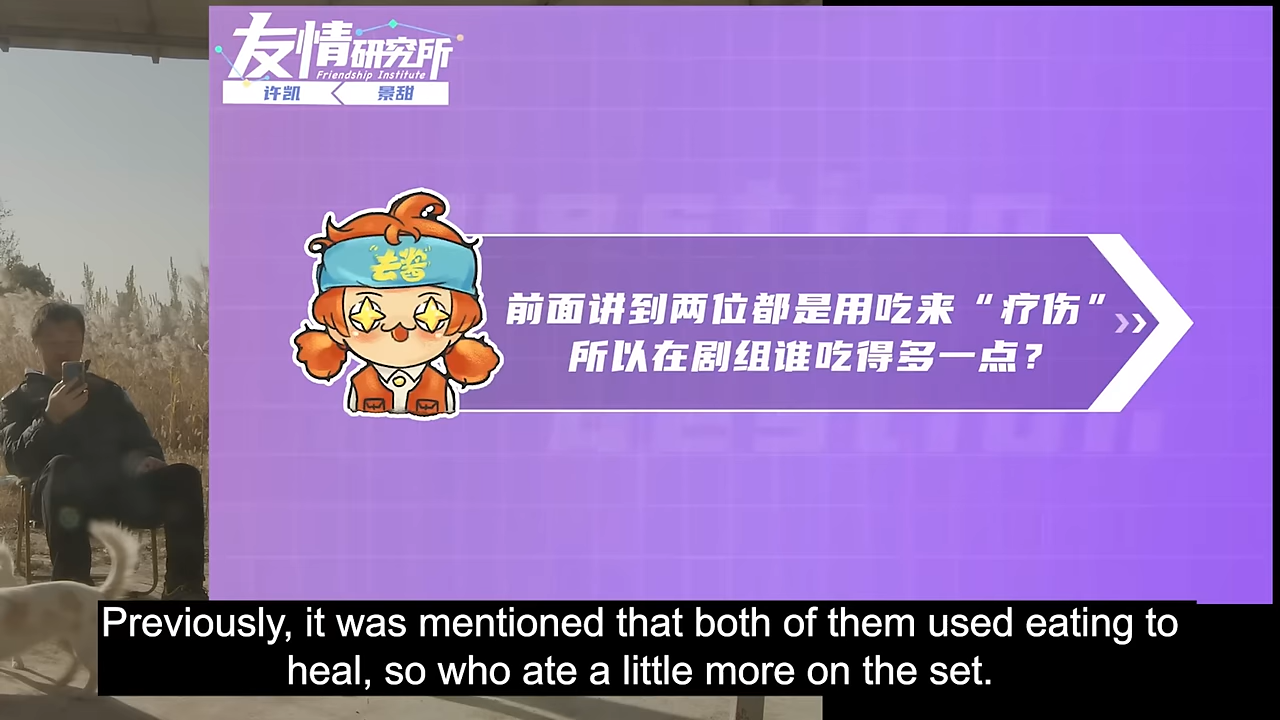 友情研究所
Friendship Institute
许凯 < 景甜
uestion
"去酱"
前面讲到两位都是用吃来“疗伤”
所以在剧组谁吃得多一点？
uestion
Previously, it was mentioned that both of them used eating to
heal, so who ate a little more on the set.